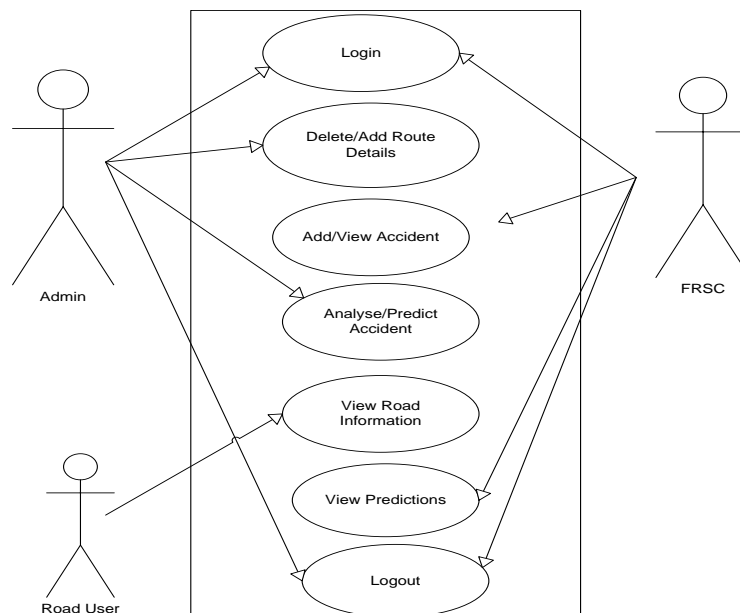 Login
Delete/Add Route
Details
Add/View Accident
Admin
FRSC
Analyse/Predict
Accident
View Road
Information
View Predictions
Logout
Road User